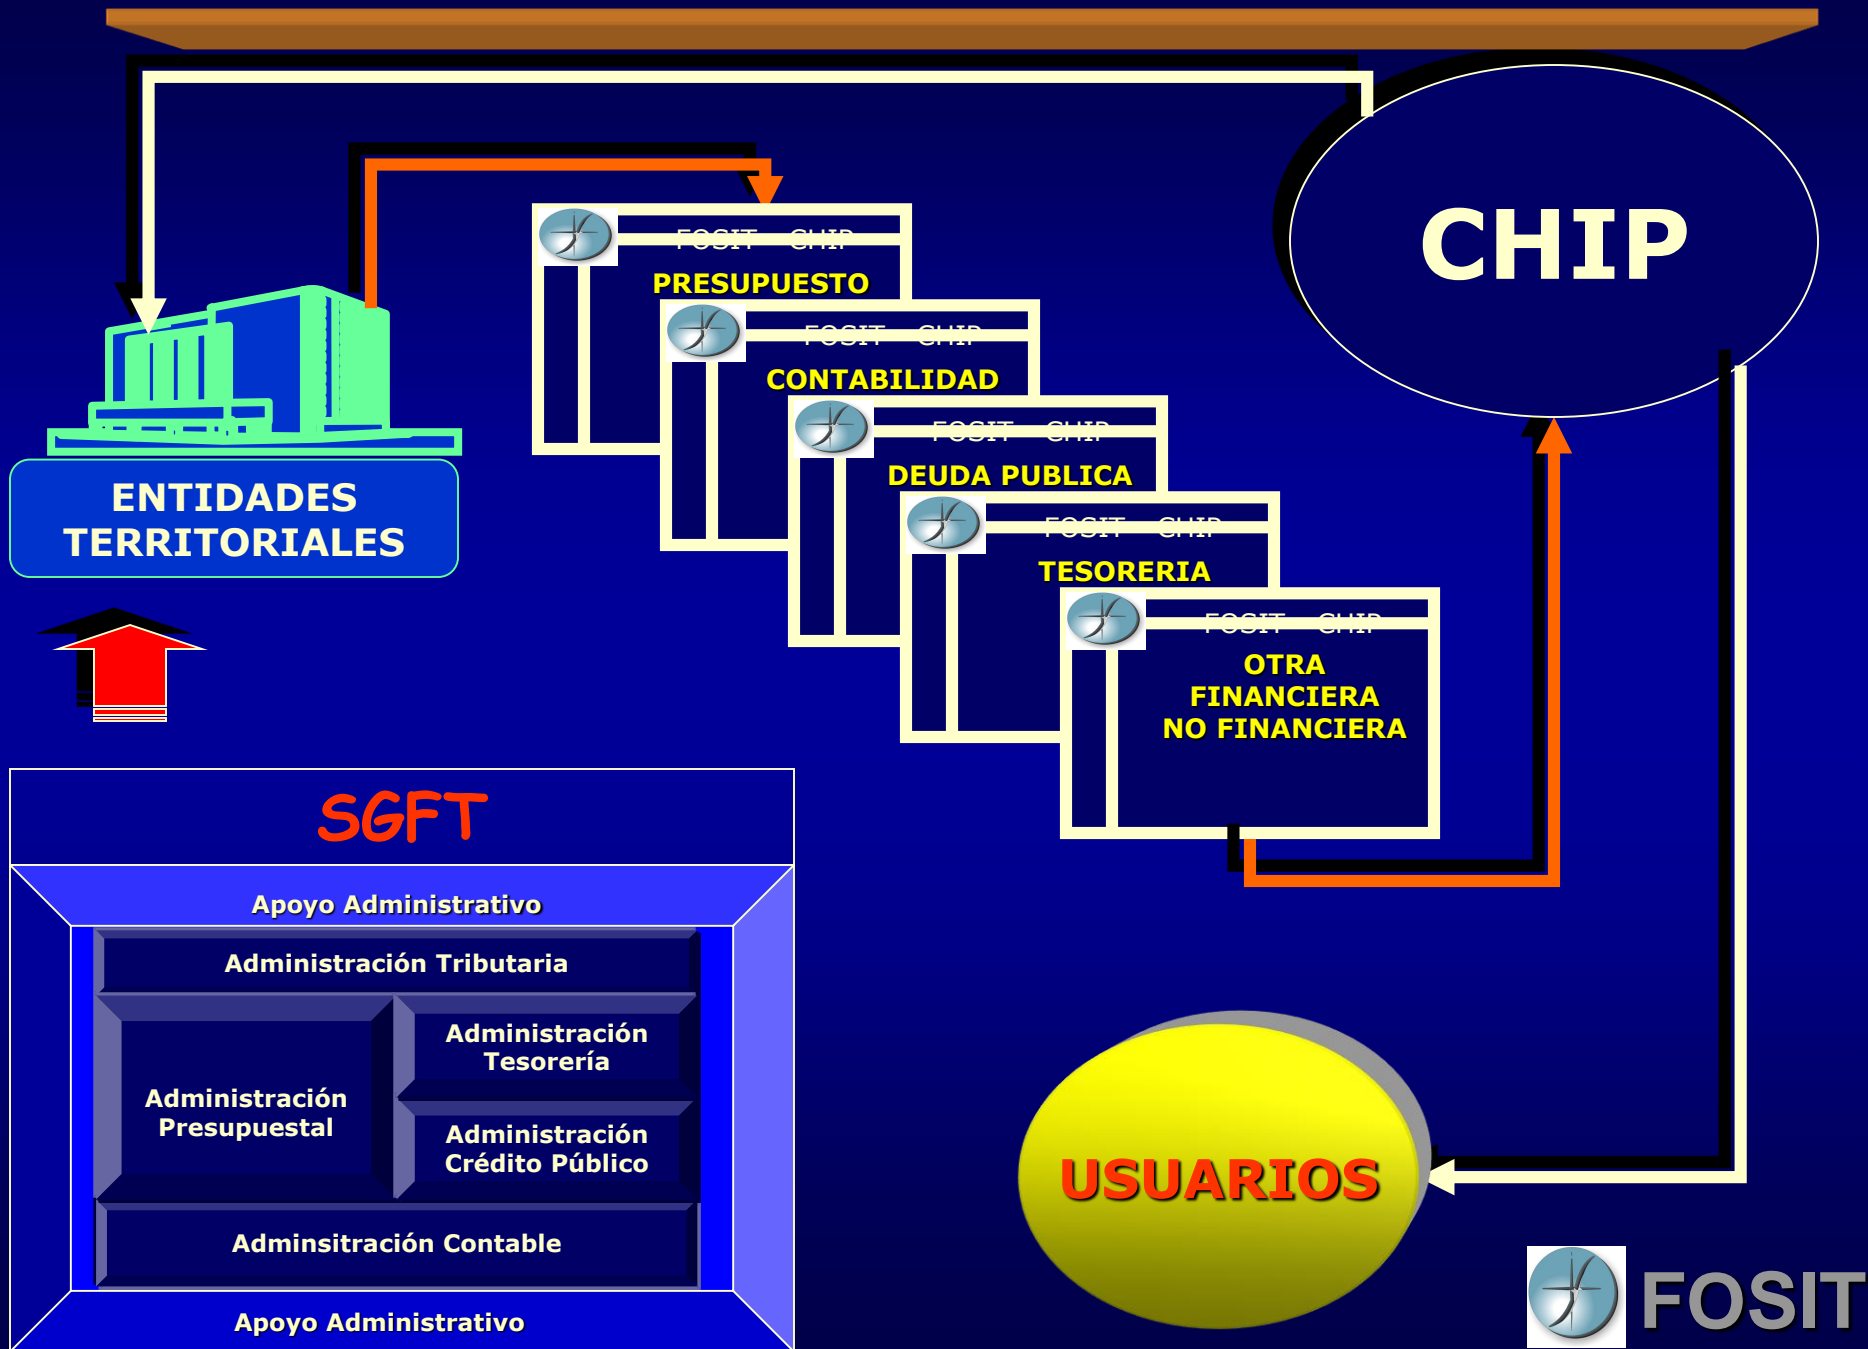 CHIP
FOSIT CHIP
PRESUPUESTO
FOSIT CHIP
CONTABILIDAD
FOSIT CHIP
DEUDA PUBLICA
FOSIT CHIP
TESORERIA
FOSIT CHIP
OTRA
FINANCIERA
NO FINANCIERA
ENTIDADES
TERRITORIALES
SGFT
Apoyo Administrativo
Administración Tributaria
Administración
Presupuestal
Administración
Tesorería
Administración
Crédito Público
Adminsitración Contable
Apoyo Administrativo
USUARIOS
FOSIT